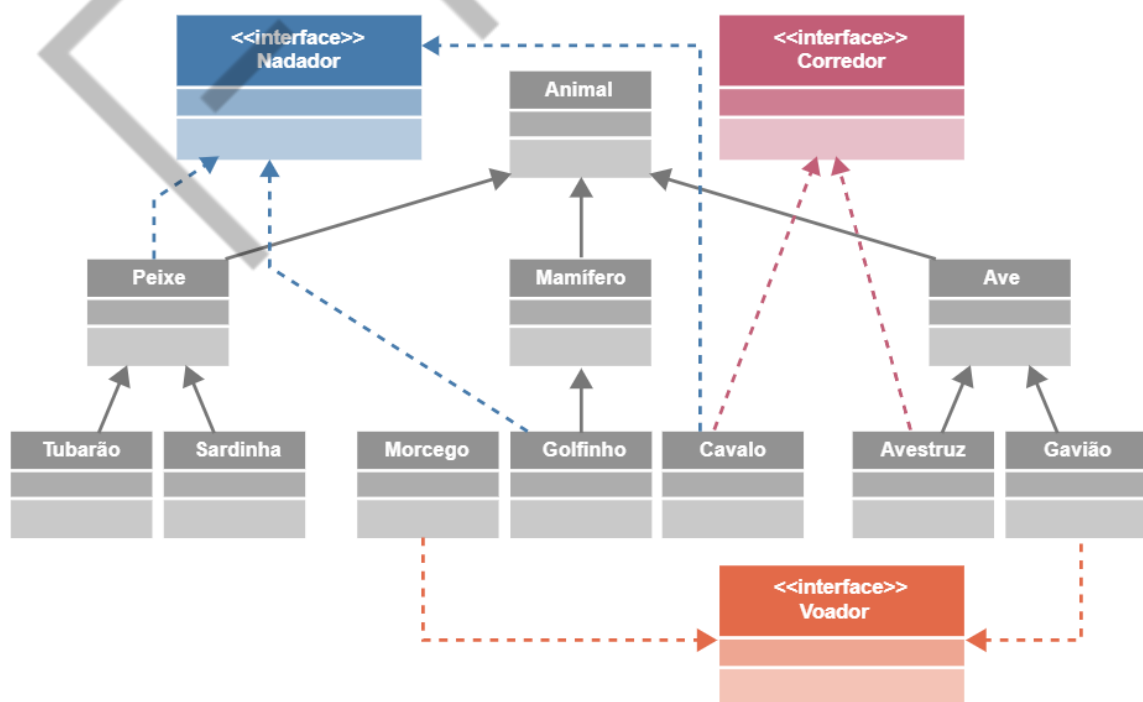 <<interface>>
Nadador
<<interface>>
Corredor
Animal
Peixe
Mamífero
Ave
Tubarão
Sardinha
Morcego
Golfinho
Cavalo
Avestruz
Gavião
<<interface>>
Voador